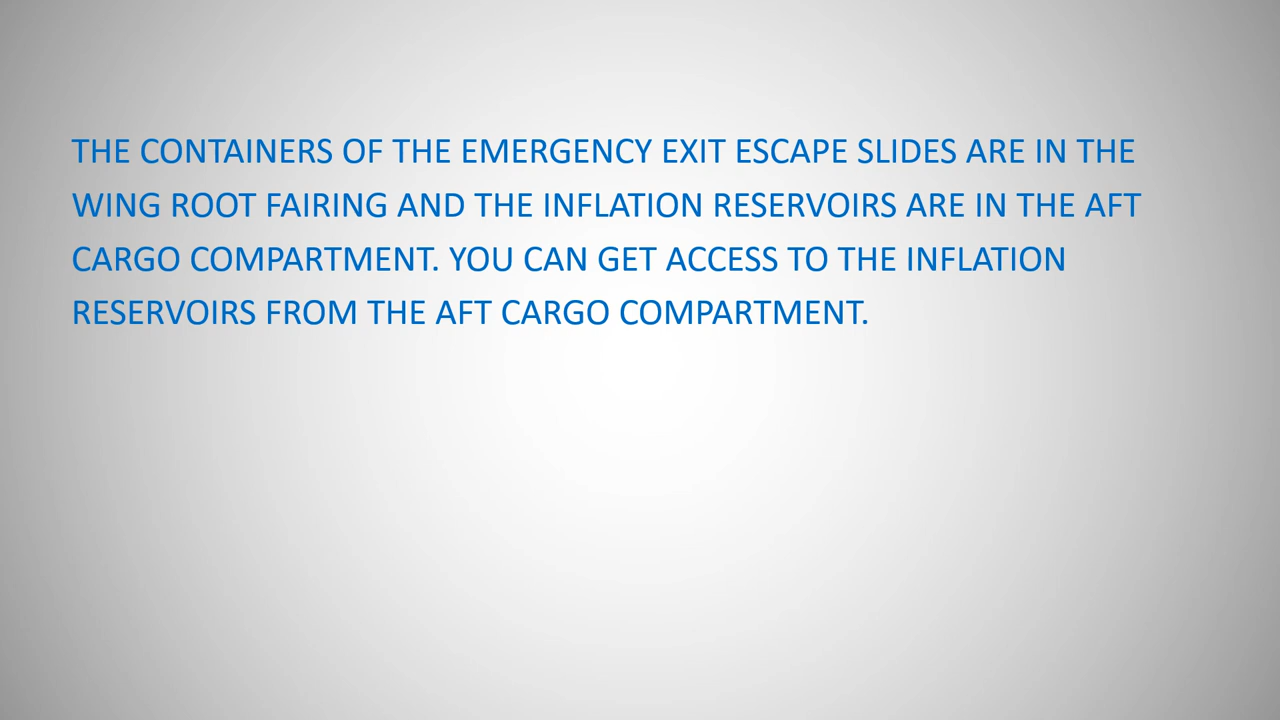 THE CONTAINERS OF THE EMERGENCY EXIT ESCAPE SLIDES ARE IN THE
WING ROOT FAIRING AND THE INFLATION RESERVOIRS ARE IN THE AFT
CARGO COMPARTMENT. YOU CAN GET ACCESS TO THE INFLATION
RESERVOIRS FROM THE AFT CARGO COMPARTMENT.